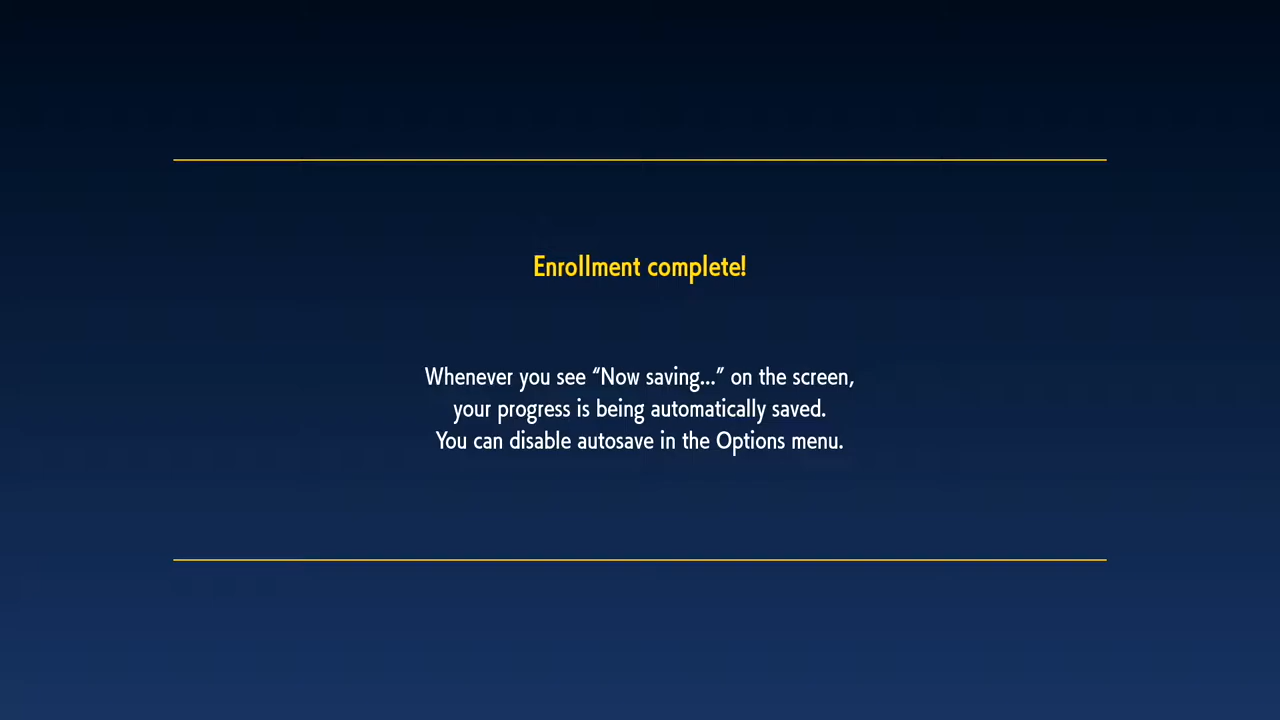 Enrollment complete!
Whenever you see “Now saving...” on the screen,
your progress is being automatically saved.
You can disable autosave in the Options menu.